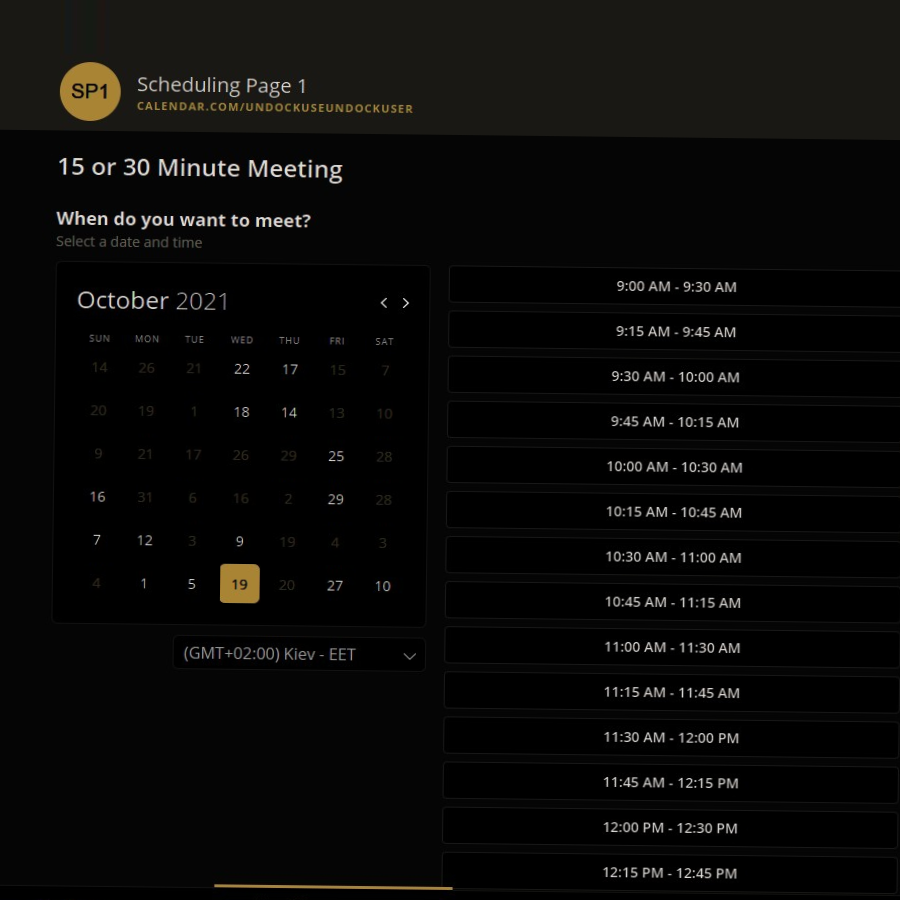 SP1
Scheduling Page 1
CALENDAR.COM/UNDOCKUSEUNDOCKUSER
15 or 30 Minute Meeting
When do you want to meet?
Select a date and time
October 2021
SUN MON TUE WED THU FRI SAT
14 26 21 22 17 15 7
20 19 1 18 14 13 10
9 21 17 26 29 25 28
16 31 6 16 2 29 28
7 12 3 9 19 4 3
4 1 5 19 20 27 10
(GMT+02:00) Kiev - EET
9:00 AM - 9:30 AM
9:15 AM - 9:45 AM
9:30 AM - 10:00 AM
9:45 AM - 10:15 AM
10:00 AM - 10:30 AM
10:15 AM - 10:45 AM
10:30 AM - 11:00 AM
10:45 AM - 11:15 AM
11:00 AM - 11:30 AM
11:15 AM - 11:45 AM
11:30 AM - 12:00 PM
11:45 AM - 12:15 PM
12:00 PM - 12:30 PM
12:15 PM - 12:45 PM